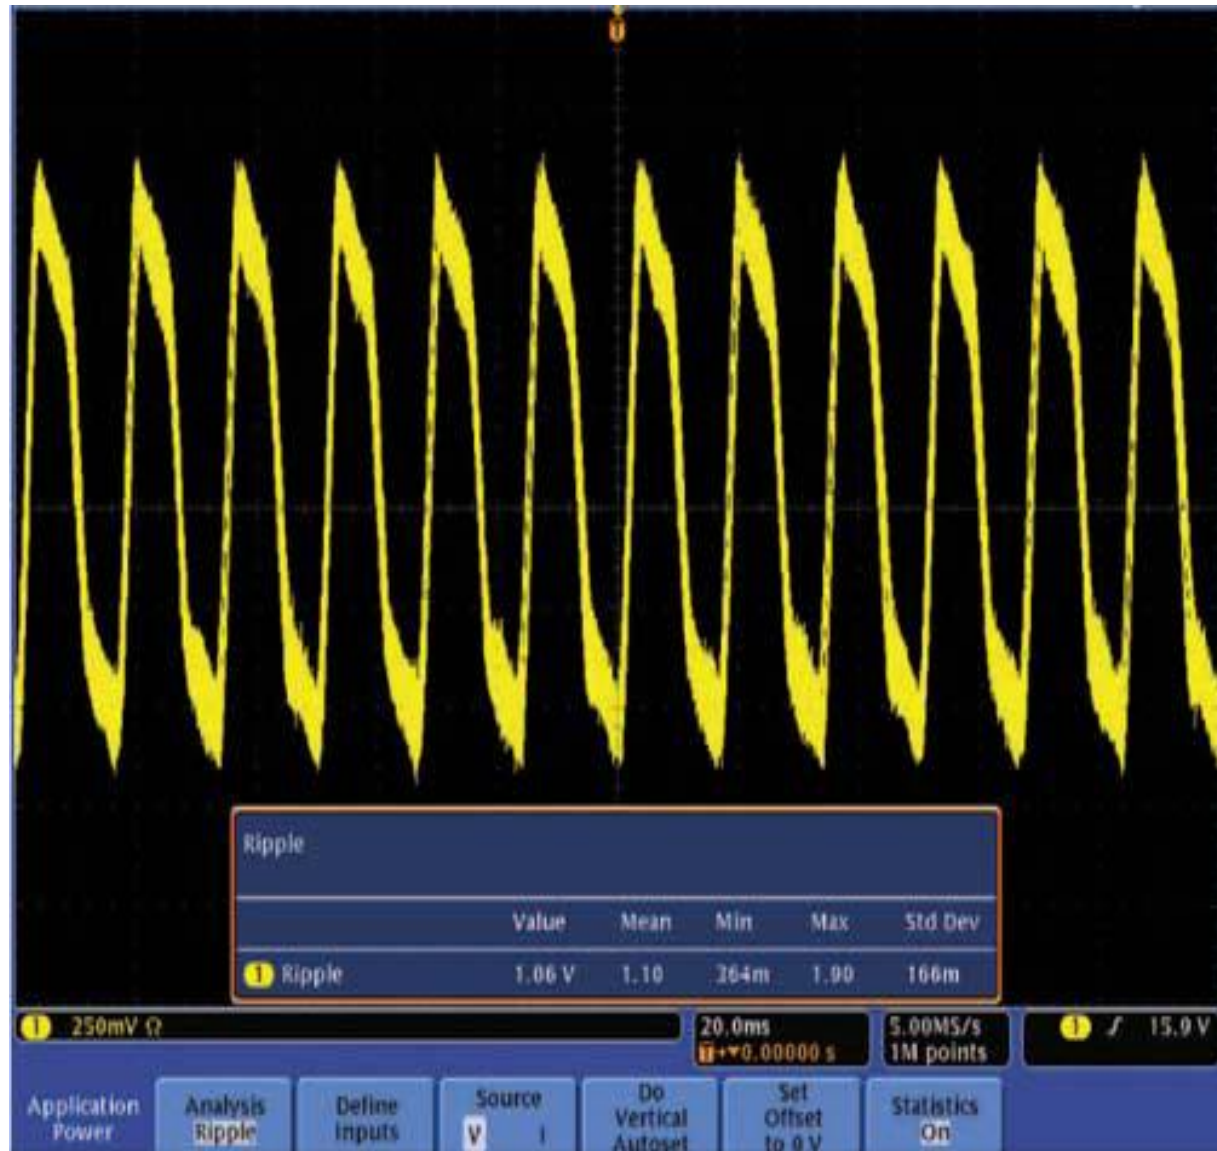 T
Ripple
Value Mean Min Max Std Dev
1 Ripple 1.06 V 1.10 264m 1.90 166m
1 250mV Ω 20.0ms 5.00MS/s 1 15.9 V
T→▼0.00000 s 1M points
Application Power
Analysis
Ripple
Define
Inputs
Source
V I
Do
Vertical
Autoset
Set
Offset
to 0 V
Statistics
On